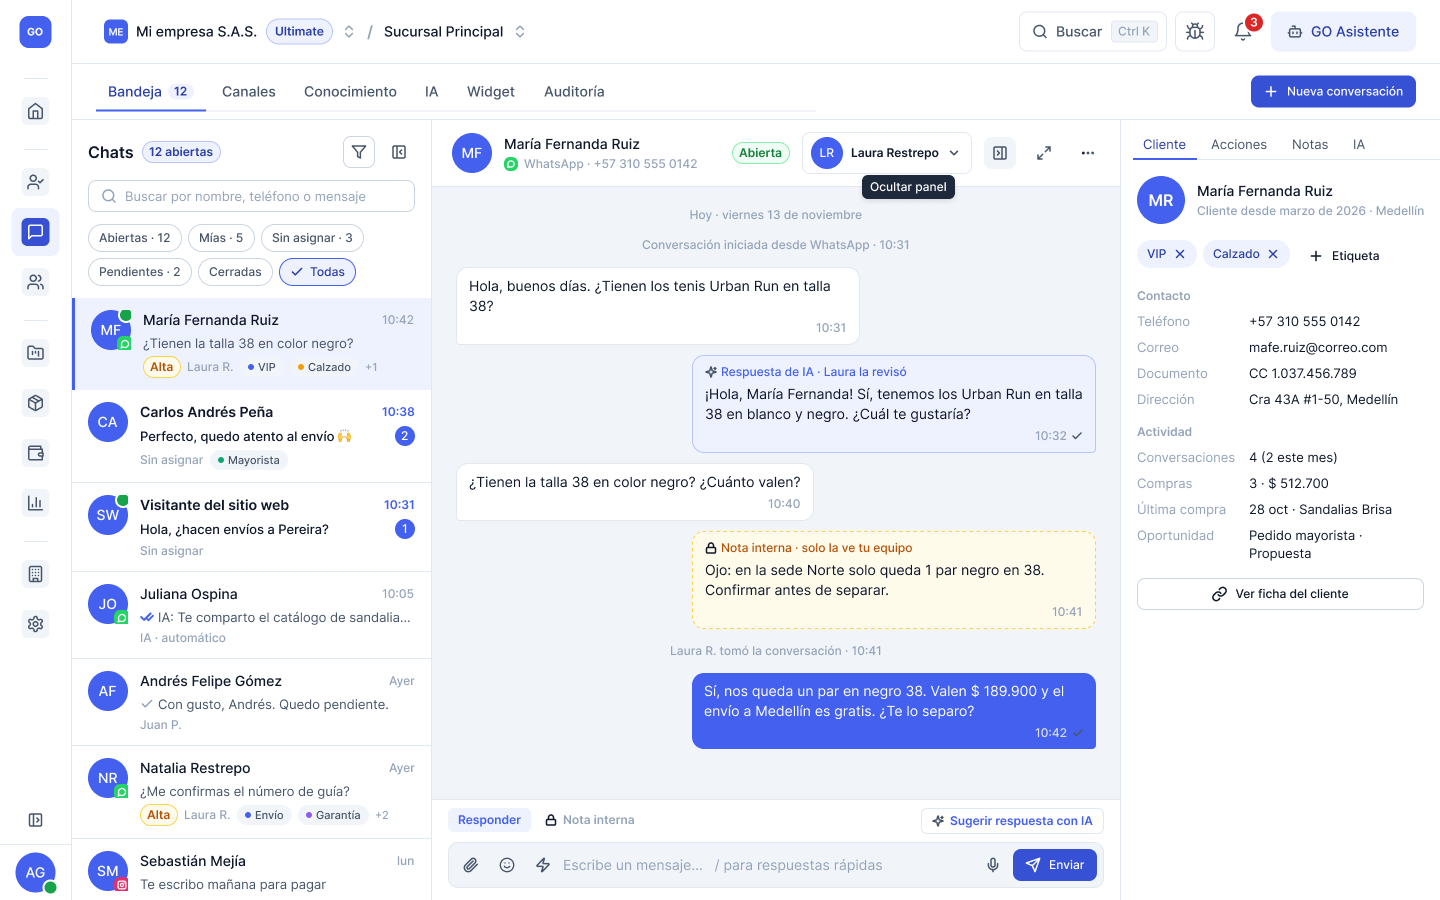 GO
ME Mi empresa S.A.S. Ultimate / Sucursal Principal
Buscar Ctrl K
3
GO Asistente
Bandeja 12 Canales Conocimiento IA Widget Auditoría
Nueva conversación
Chats 12 abiertas
Buscar por nombre, teléfono o mensaje
Abiertas · 12 Mías · 5 Sin asignar · 3
Pendientes · 2 Cerradas Todas
MF María Fernanda Ruiz 10:42
¿Tienen la talla 38 en color negro?
Alta Laura R. VIP Calzado +1
CA Carlos Andrés Peña 10:38
Perfecto, quedo atento al envío 🙌 2
Sin asignar Mayorista
SW Visitante del sitio web 10:31
Hola, ¿hacen envíos a Pereira? 1
Sin asignar
JO Juliana Ospina 10:05
IA: Te comparto el catálogo de sandalia...
IA · automático
AF Andrés Felipe Gómez Ayer
Con gusto, Andrés. Quedo pendiente.
Juan P.
NR Natalia Restrepo Ayer
¿Me confirmas el número de guía?
Alta Laura R. Envío Garantía +2
SM Sebastián Mejía lun
Te escribo mañana para pagar
AG
MF María Fernanda Ruiz
WhatsApp · +57 310 555 0142
Abierta
LR Laura Restrepo
Ocultar panel
Hoy · viernes 13 de noviembre
Conversación iniciada desde WhatsApp · 10:31
Hola, buenos días. ¿Tienen los tenis Urban Run en talla
38?
10:31
Respuesta de IA · Laura la revisó
¡Hola, María Fernanda! Sí, tenemos los Urban Run en talla
38 en blanco y negro. ¿Cuál te gustaría?
10:32
¿Tienen la talla 38 en color negro? ¿Cuánto valen?
10:40
Nota interna · solo la ve tu equipo
Ojo: en la sede Norte solo queda 1 par negro en 38.
Confirmar antes de separar.
10:41
Laura R. tomó la conversación · 10:41
Sí, nos queda un par en negro 38. Valen $ 189.900 y el
envío a Medellín es gratis. ¿Te lo separo?
10:42
Responder Nota interna
Sugerir respuesta con IA
Escribe un mensaje... / para respuestas rápidas
Enviar
Cliente Acciones Notas IA
MR María Fernanda Ruiz
Cliente desde marzo de 2026 · Medellín
VIP Calzado Etiqueta
Contacto
Teléfono +57 310 555 0142
Correo mafe.ruiz@correo.com
Documento CC 1.037.456.789
Dirección Cra 43A #1-50, Medellín
Actividad
Conversaciones 4 (2 este mes)
Compras 3 · $ 512.700
Última compra 28 oct · Sandalias Brisa
Oportunidad Pedido mayorista ·
Propuesta
Ver ficha del cliente